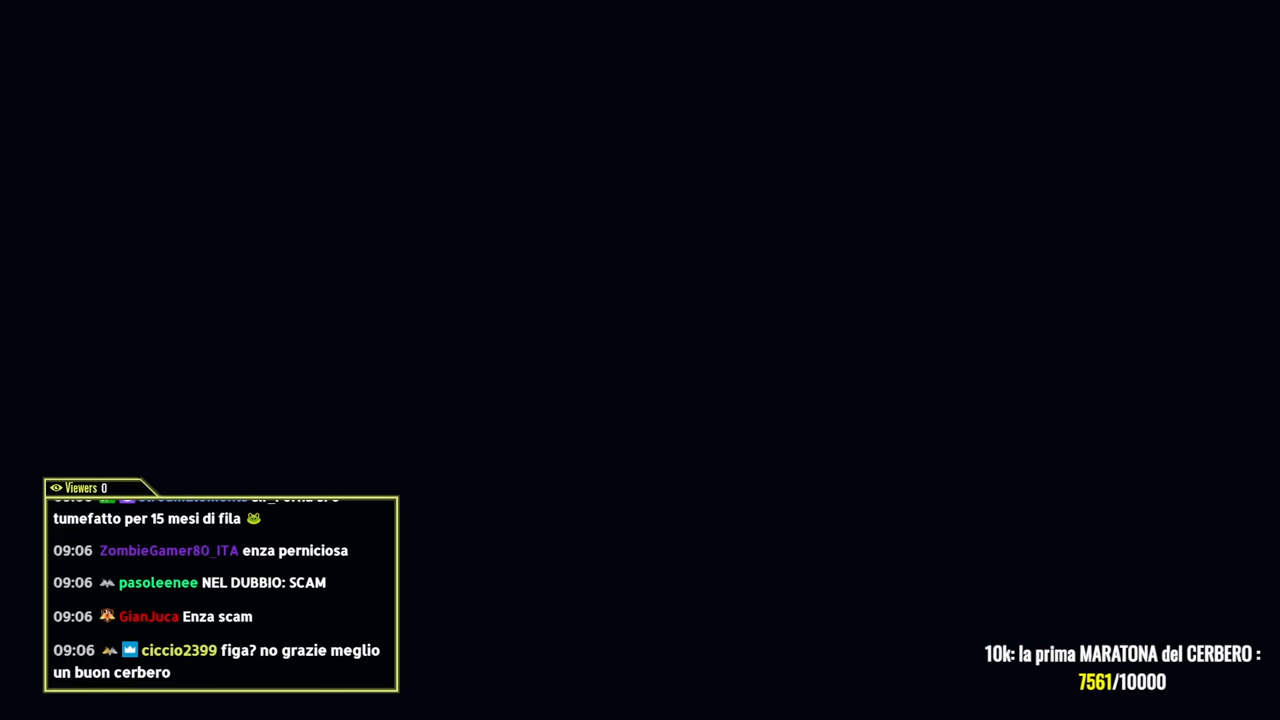 Viewers 0
tumefatto per 15 mesi di fila
09:06 ZombieGamer80_ITA enza perniciosa
09:06 pasoleenee NEL DUBBIO: SCAM
09:06 GianJuca Enza scam
09:06 ciccio2399 figa? no grazie meglio
un buon cerbero
10k: la prima MARATONA del CERBERO :
7561/10000